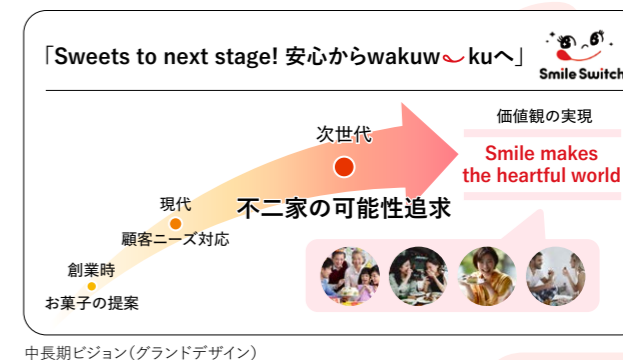 「Sweets to next stage! 安心からwakuw kuへ」
Smile Switch
価値観の実現
Smile makes
the heartful world
次世代
不二家の可能性追求
現代
顧客ニーズ対応
創業時
お菓子の提案
中長期ビジョン(グランドデザイン)